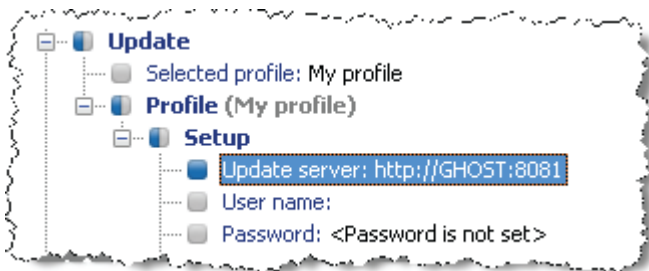 Update
Selected profile: My profile
Profile (My profile)
Setup
Update server: http://GHOST:8081
User name:
Password: <Password is not set>